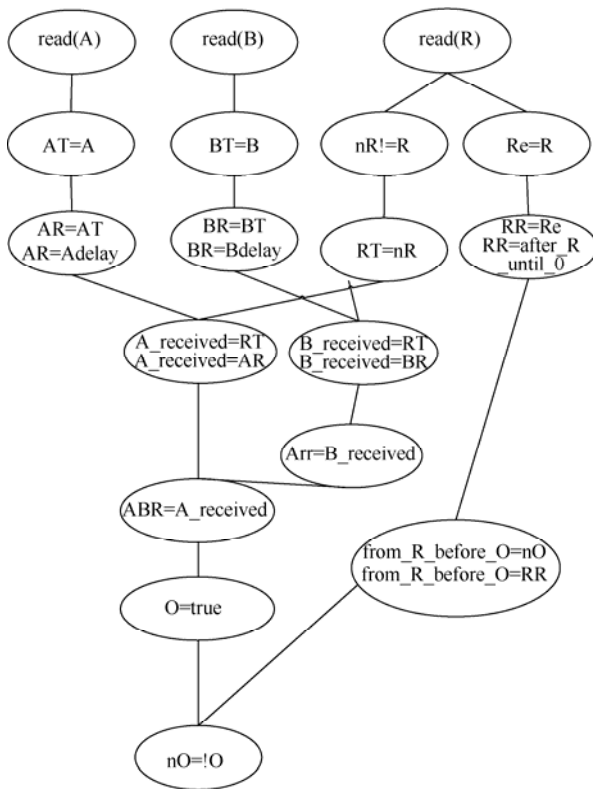 read(A)
read(B)
read(R)
AT=A
BT=B
nR!=R
Re=R
AR=AT
AR=Adelay
BR=BT
BR=Bdelay
RT=nR
RR=Re
RR=after_R
_until_0
A_received=RT
A_received=AR
B_received=RT
B_received=BR
Arr=B_received
ABR=A_received
from_R_before_O=nO
from_R_before_O=RR
O=true
nO=!O